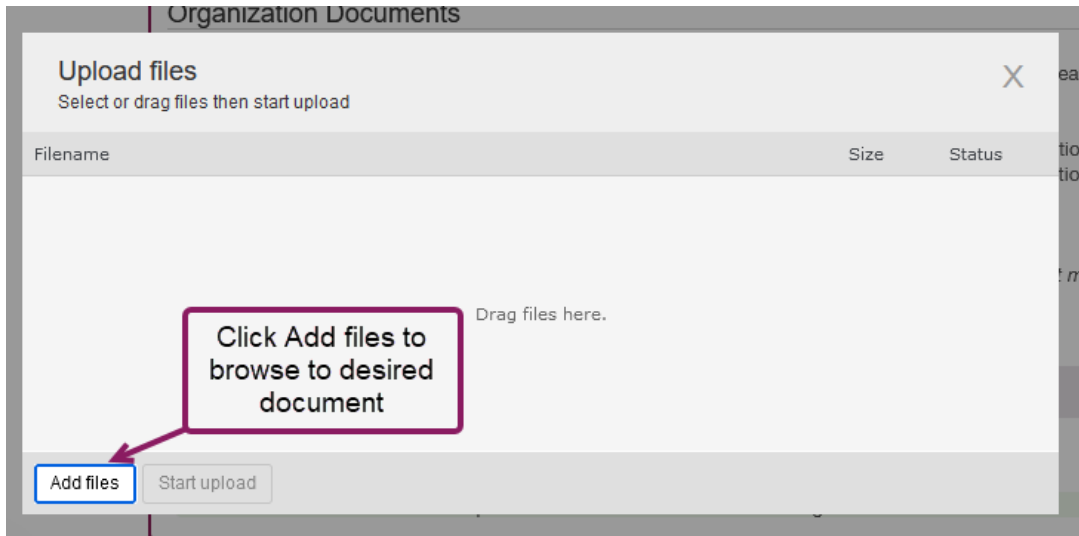 Organization Documents
Upload files
X
Select or drag files then start upload
Filename Size Status
Drag files here.
Click Add files to
browse to desired
document
Add files
Start upload